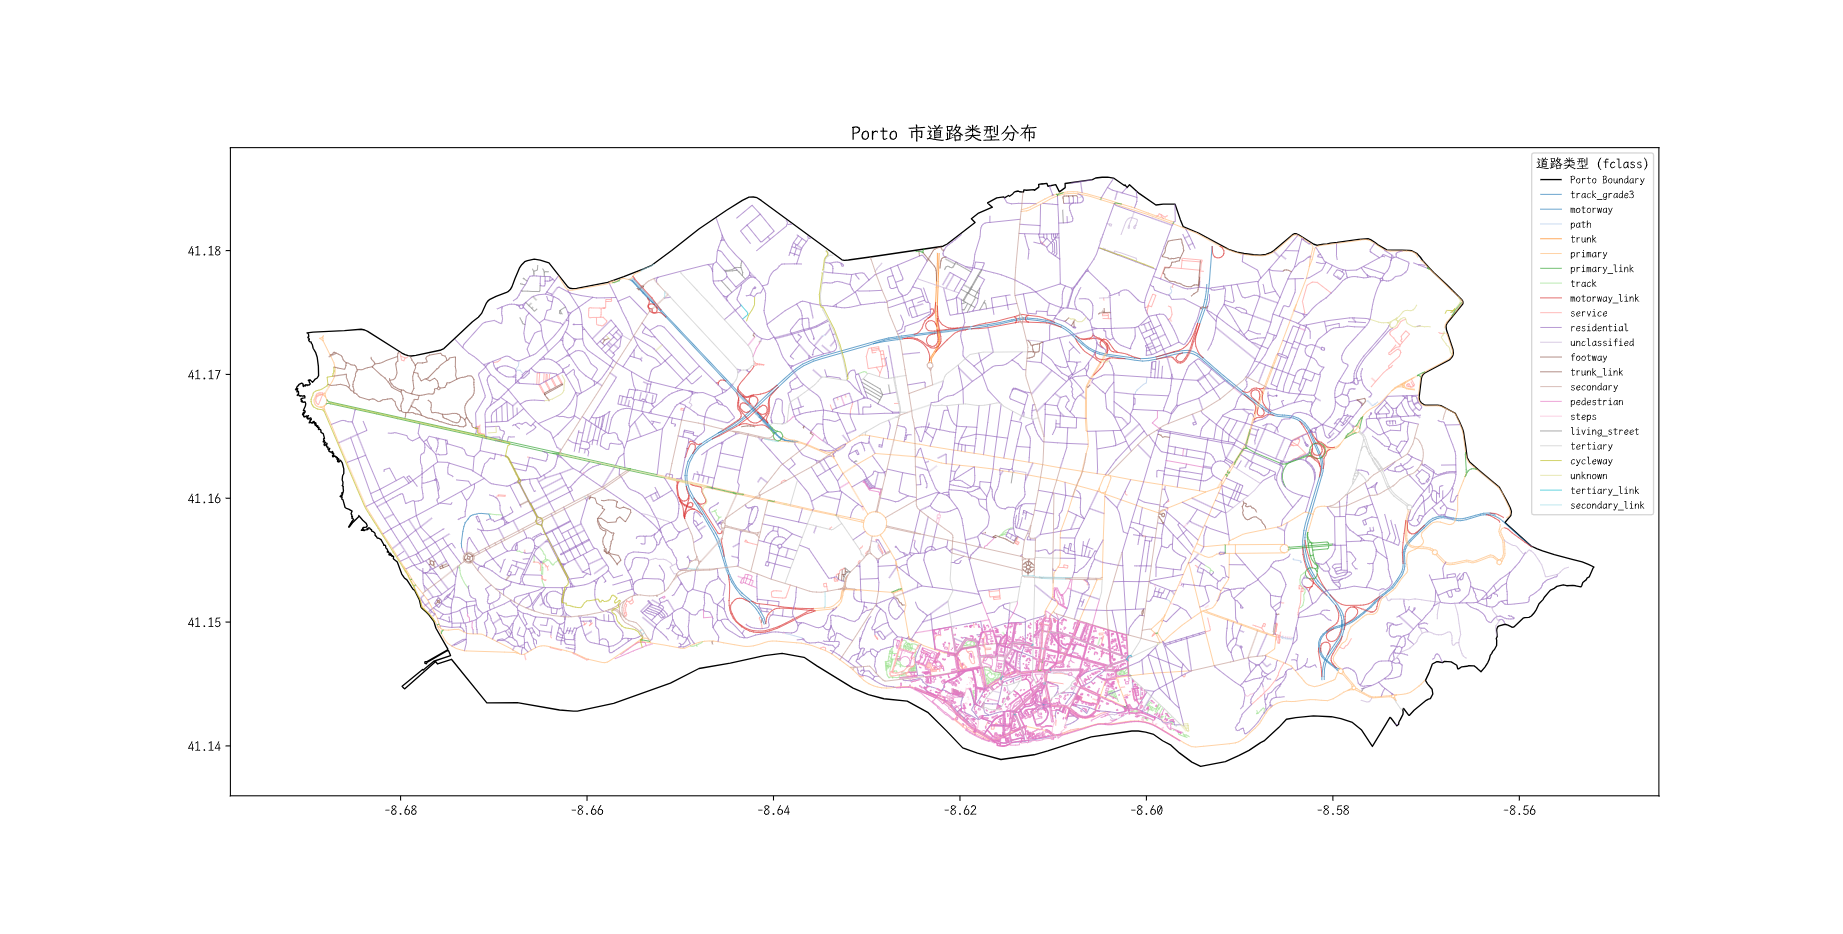 Porto 市道路类型分布
道路类型 (fclass)
Porto Boundary
track_grade3
motorway
path
trunk
primary
primary_link
track
motorway_link
service
residential
unclassified
footway
trunk_link
secondary
pedestrian
steps
living_street
tertiary
cycleway
unknown
tertiary_link
secondary_link
41.18
41.17
41.16
41.15
41.14
-8.68
-8.66
-8.64
-8.62
-8.60
-8.58
-8.56